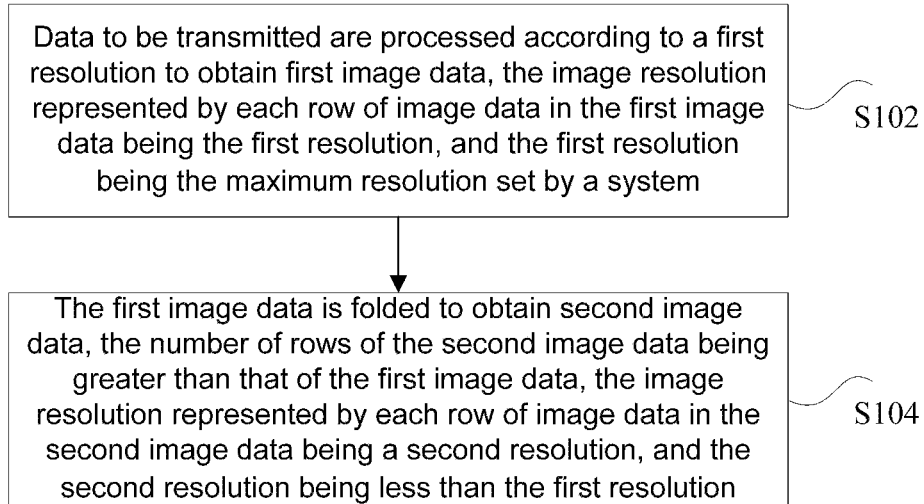 Data to be transmitted are processed according to a first
resolution to obtain first image data, the image resolution
represented by each row of image data in the first image
data being the first resolution, and the first resolution
being the maximum resolution set by a system
S102
The first image data is folded to obtain second image
data, the number of rows of the second image data being
greater than that of the first image data, the image
resolution represented by each row of image data in the
second image data being a second resolution, and the
second resolution being less than the first resolution
S104